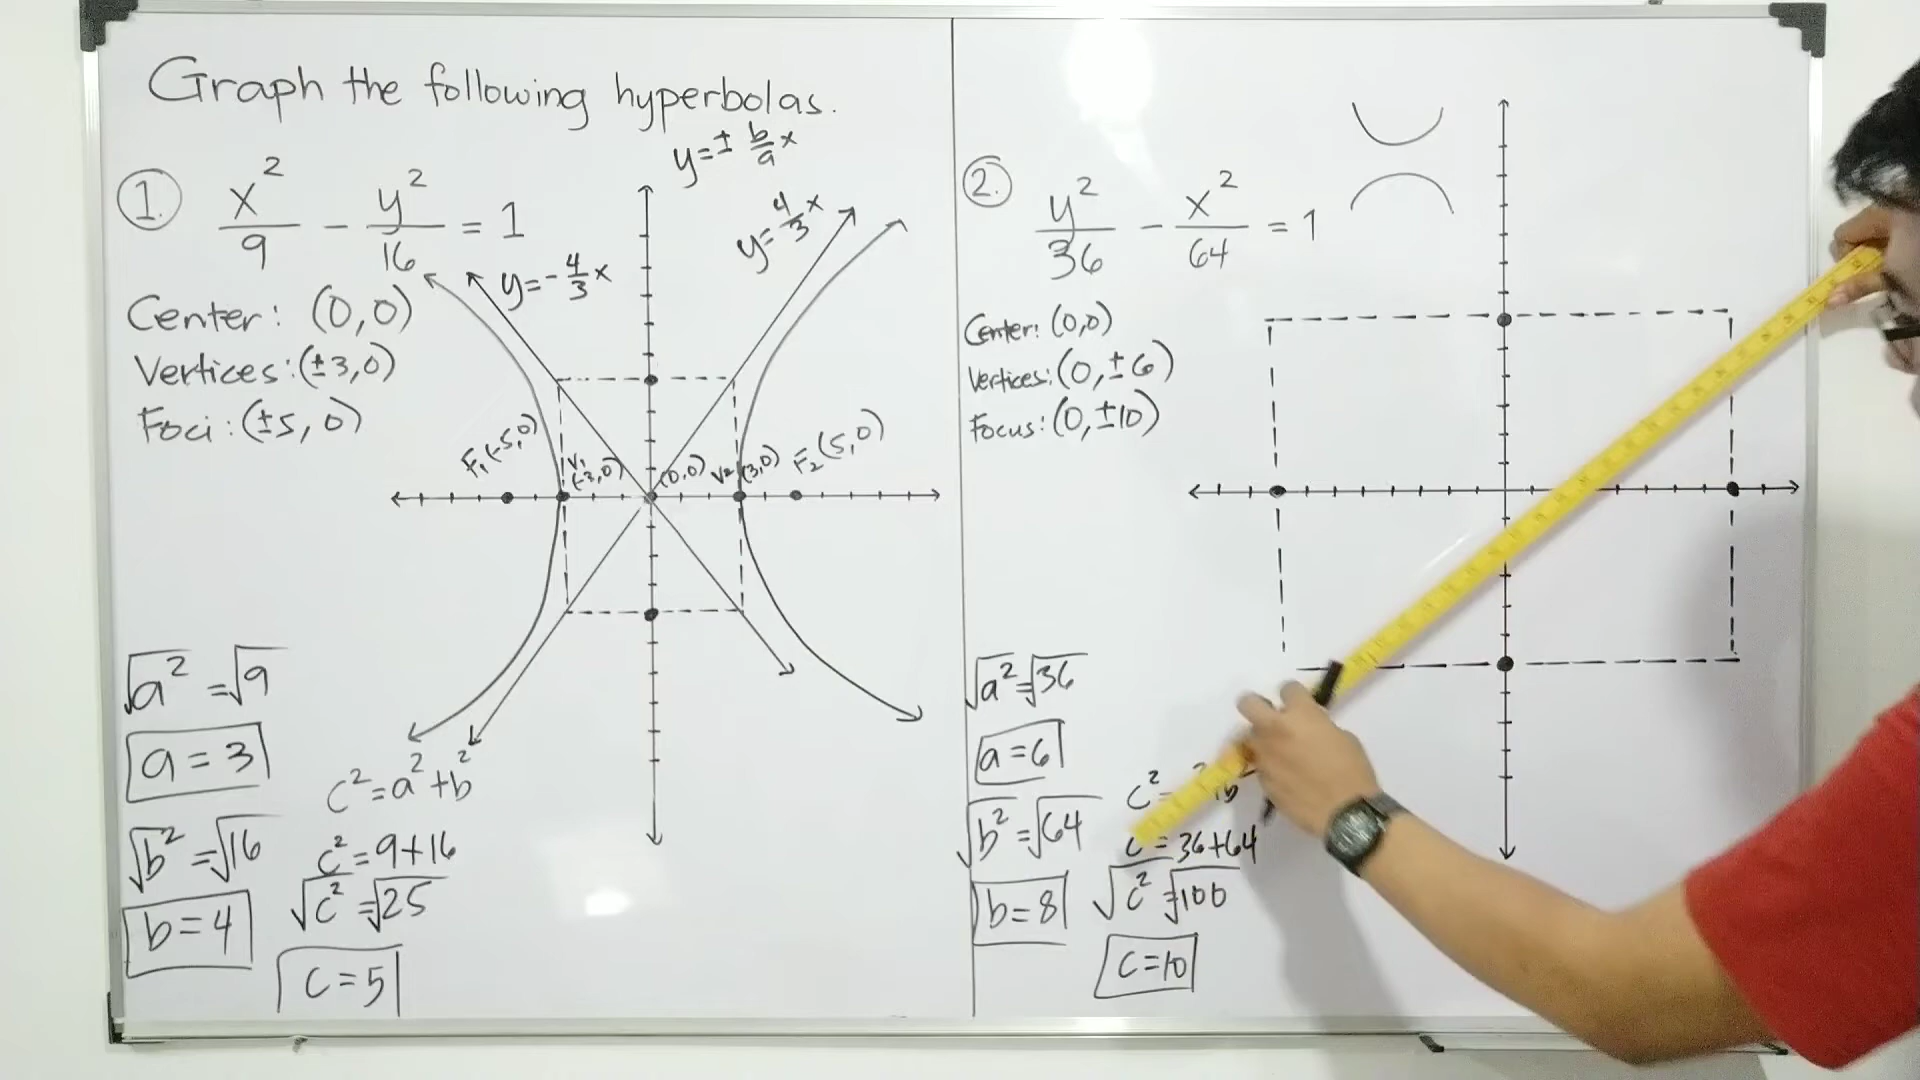 Graph the following hyperbolas.
y=± b/a x
1. x²/9 - y²/16 = 1
Center: (0,0)
Vertices: (±3,0)
Foci: (±5,0)
y=-4/3x
y=4/3x
F₁(-5,0)
V₁(-3,0)
(0,0)
V₂(3,0)
F₂(5,0)
√a²=√9
a=3
√b²=√16
b=4
c²=a²+b²
c²=9+16
√c²=√25
c=5
2. y²/36 - x²/64 = 1
Center: (0,0)
Vertices: (0,±6)
Focus: (0,±10)
√a²=√36
a=6
√b²=√64
b=8
c²=
=36+64
√c²=√100
c=10